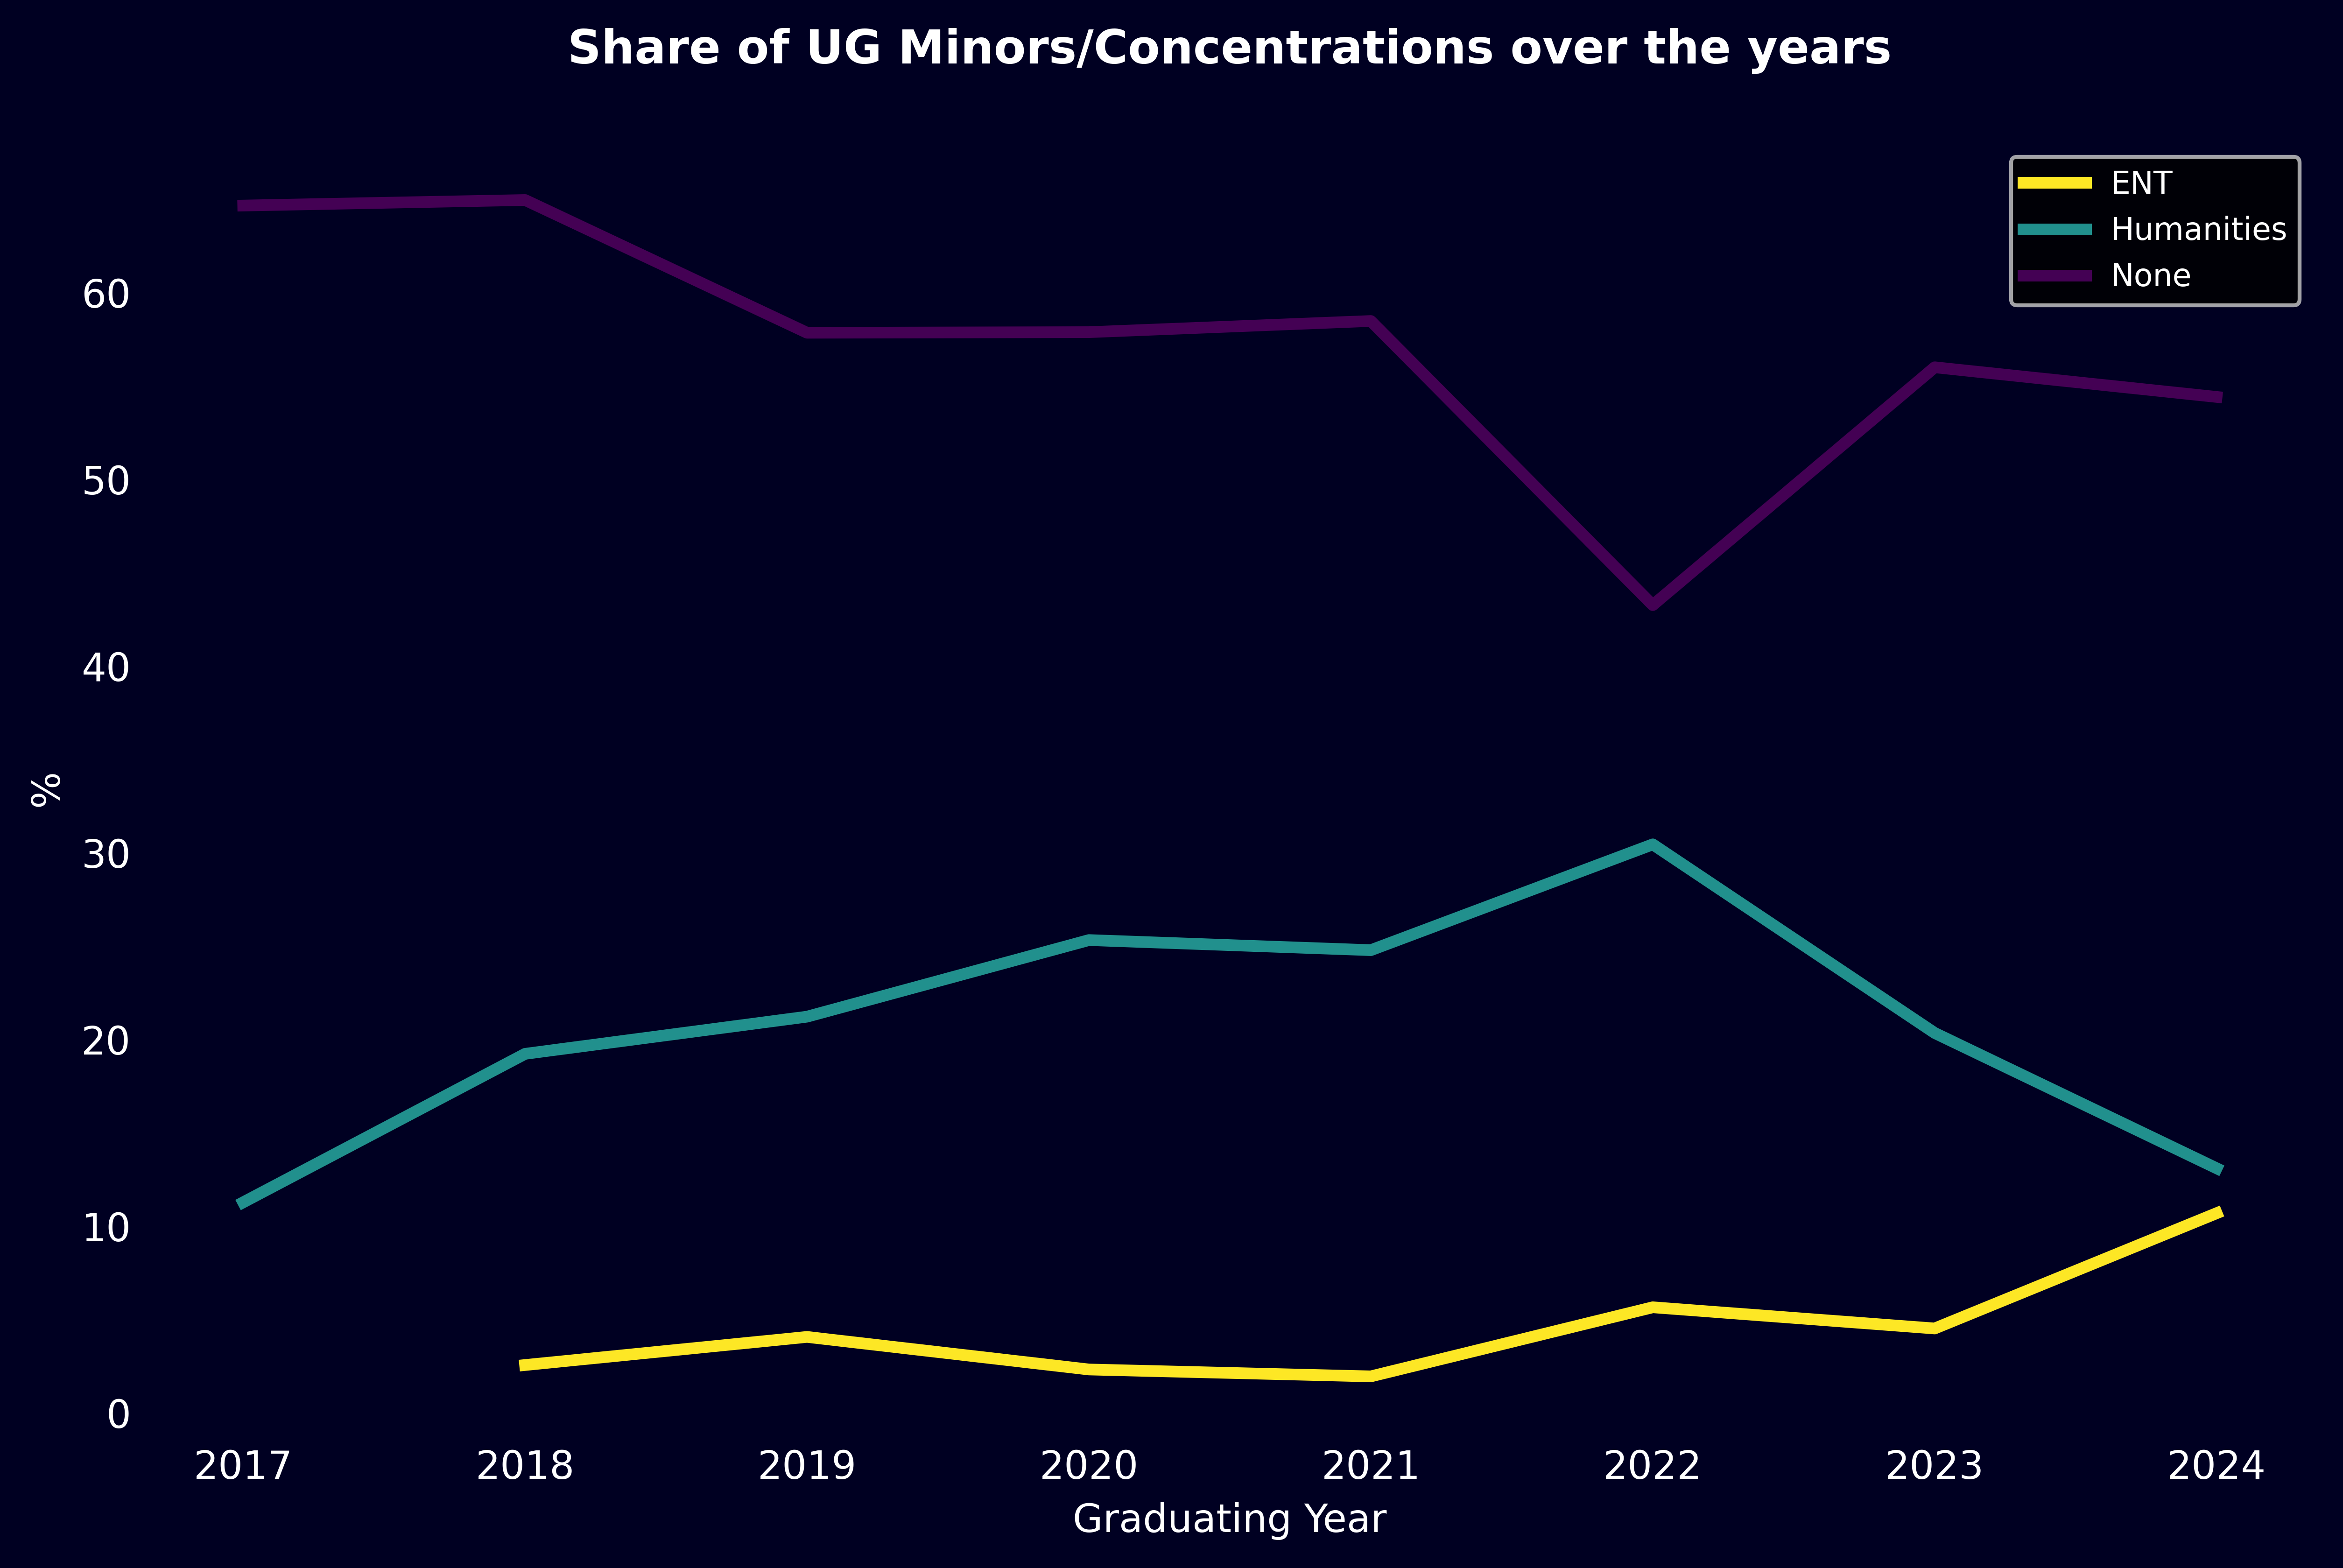 Share of UG Minors/Concentrations over the years
ENT
Humanities
None
60
50
40
30
20
10
0
%
2017 2018 2019 2020 2021 2022 2023 2024
Graduating Year